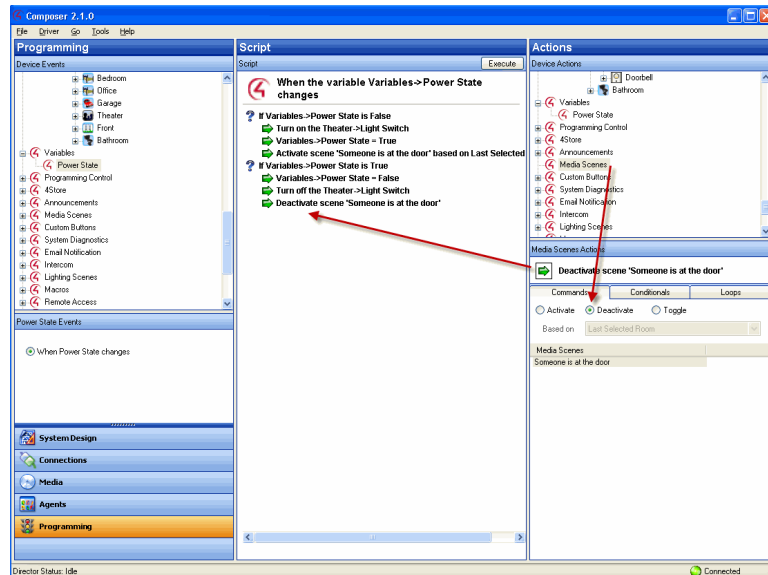 Composer 2.1.0
File Driver Go Tools Help
Programming
Device Events
Bedroom
Office
Garage
Theater
Front
Bathroom
Variables
Power State
Programming Control
4Store
Announcements
Media Scenes
Custom Buttons
System Diagnostics
Email Notification
Intercom
Lighting Scenes
Macros
Remote Access
Power State Events
When Power State changes
System Design
Connections
Media
Agents
Programming
Director Status: Idle
Script
Script
Execute
When the variable Variables->Power State
changes
If Variables->Power State is False
Turn on the Theater->Light Switch
Variables->Power State = True
Activate scene 'Someone is at the door' based on Last Selected
If Variables->Power State is True
Variables->Power State = False
Turn off the Theater->Light Switch
Deactivate scene 'Someone is at the door'
Actions
Device Actions
Doorbell
Bathroom
Variables
Power State
Programming Control
4Store
Announcements
Media Scenes
Custom Buttons
System Diagnostics
Email Notification
Intercom
Lighting Scenes
Media Scenes Actions
Deactivate scene 'Someone is at the
door'
Commands Conditionals Loops
Activate Deactivate Toggle
Based on Last Selected Room
Media Scenes
Someone is at the door
Connected